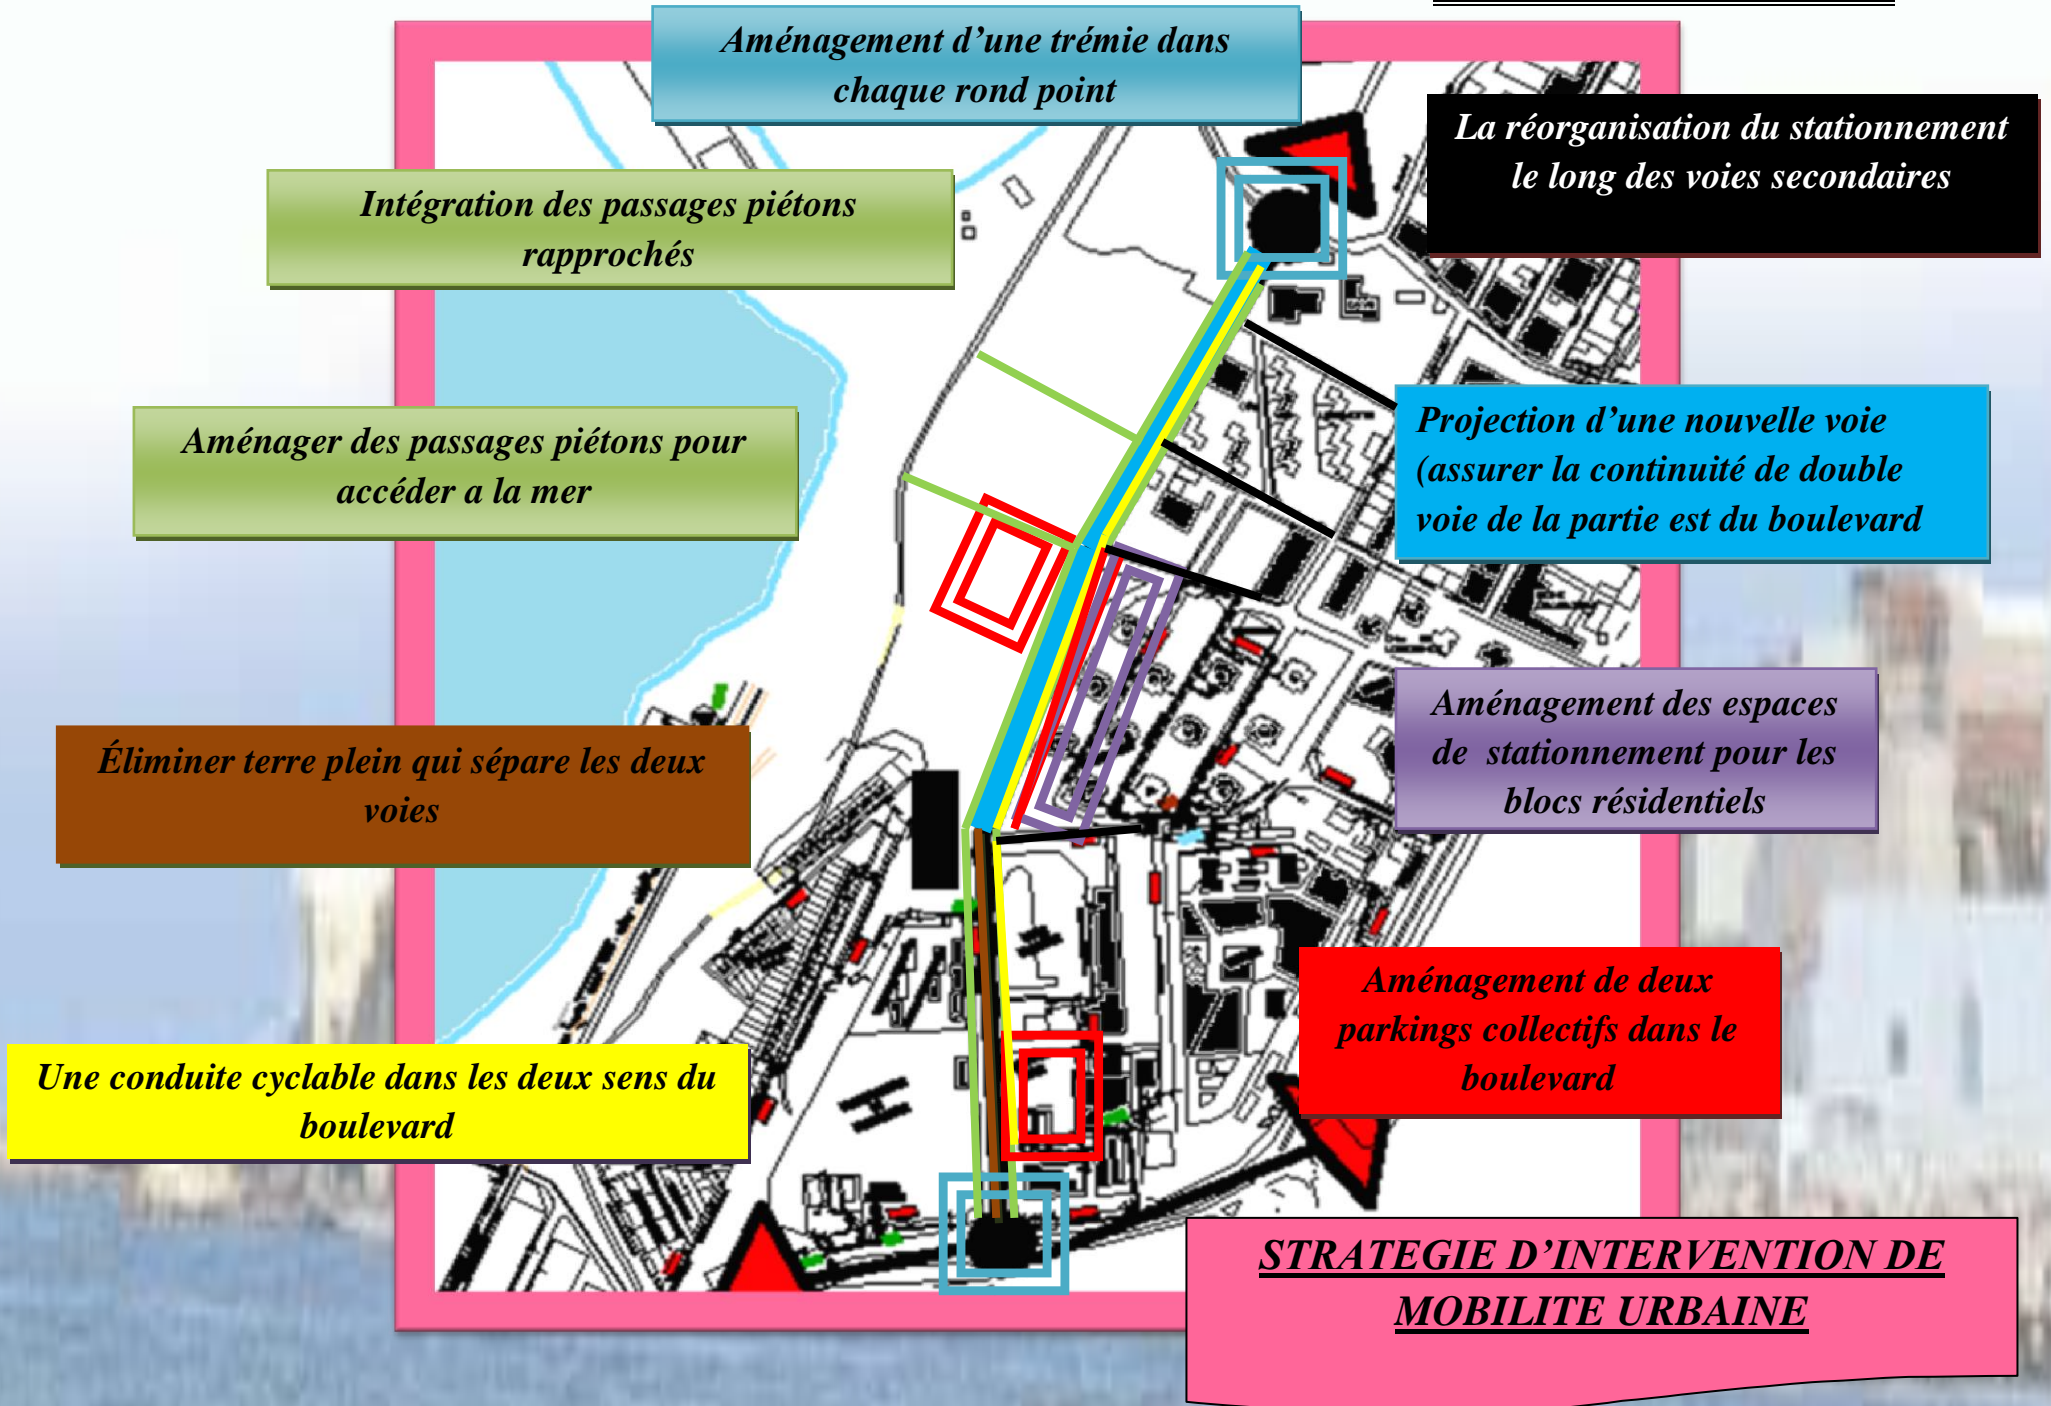 Aménagement d’une trémie dans
chaque rond point
La réorganisation du stationnement
le long des voies secondaires
Intégration des passages piétons
rapprochés
Aménager des passages piétons pour
accéder a la mer
Projection d’une nouvelle voie
(assurer la continuité de double
voie de la partie est du boulevard
Éliminer terre plein qui sépare les deux
voies
Aménagement des espaces
de stationnement pour les
blocs résidentiels
Une conduite cyclable dans les deux sens du
boulevard
Aménagement de deux
parkings collectifs dans le
boulevard
STRATEGIE D’INTERVENTION DE
MOBILITE URBAINE